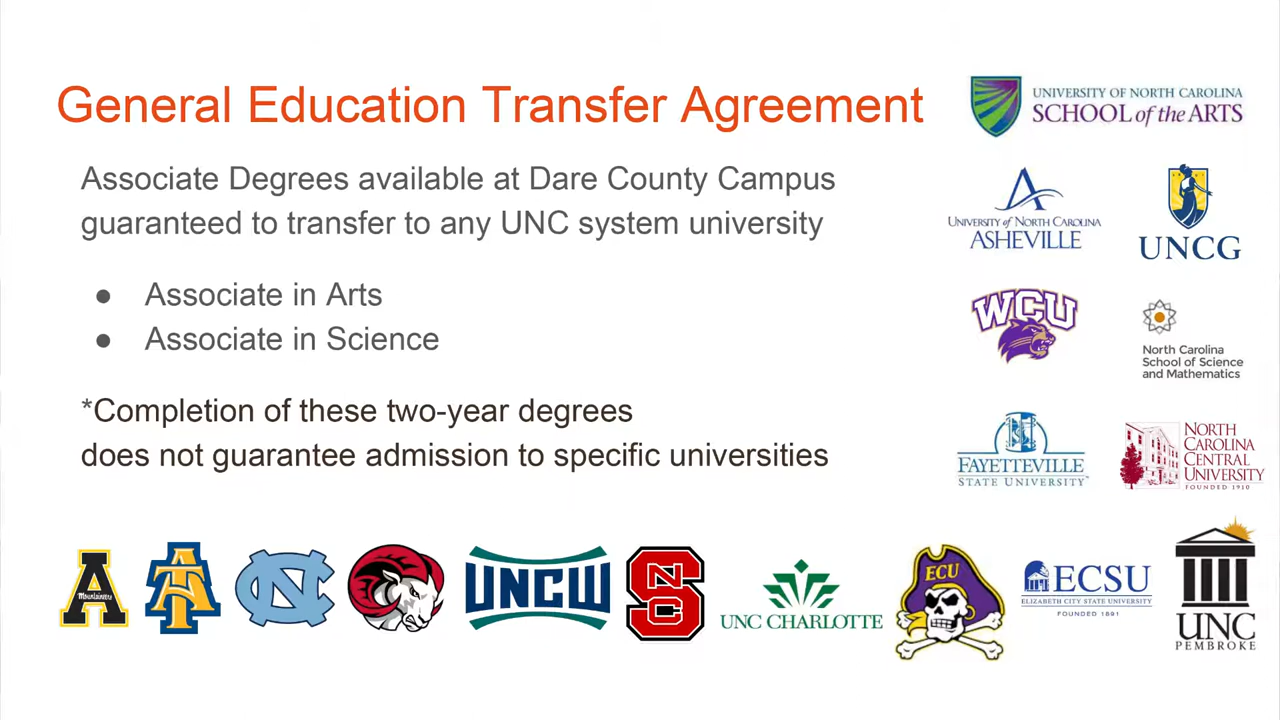 General Education Transfer Agreement
Associate Degrees available at Dare County Campus
guaranteed to transfer to any UNC system university
● Associate in Arts
● Associate in Science
*Completion of these two-year degrees
does not guarantee admission to specific universities
UNIVERSITY OF NORTH CAROLINA
SCHOOL of the ARTS
UNIVERSITY OF NORTH CAROLINA
ASHEVILLE
UNCG
WCU
North Carolina
School of Science
and Mathematics
FAYETTEVILLE
STATE UNIVERSITY
NORTH
CAROLINA
CENTRAL
UNIVERSITY
FOUNDED 1910
A
Mountaineers
AT
NC
UNCW
NCS
UNC CHARLOTTE
ECU
ECSU
ELIZABETH CITY STATE UNIVERSITY
FOUNDED 1891
UNC
PEMBROKE